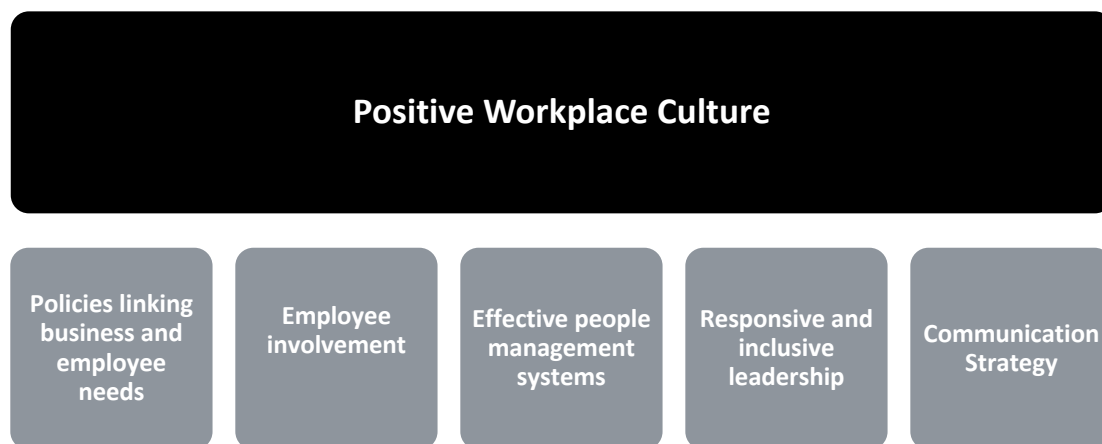 Positive Workplace Culture
Policies linking
business and
employee
needs
Employee
involvement
Effective people
management
systems
Responsive and
inclusive
leadership
Communication
Strategy